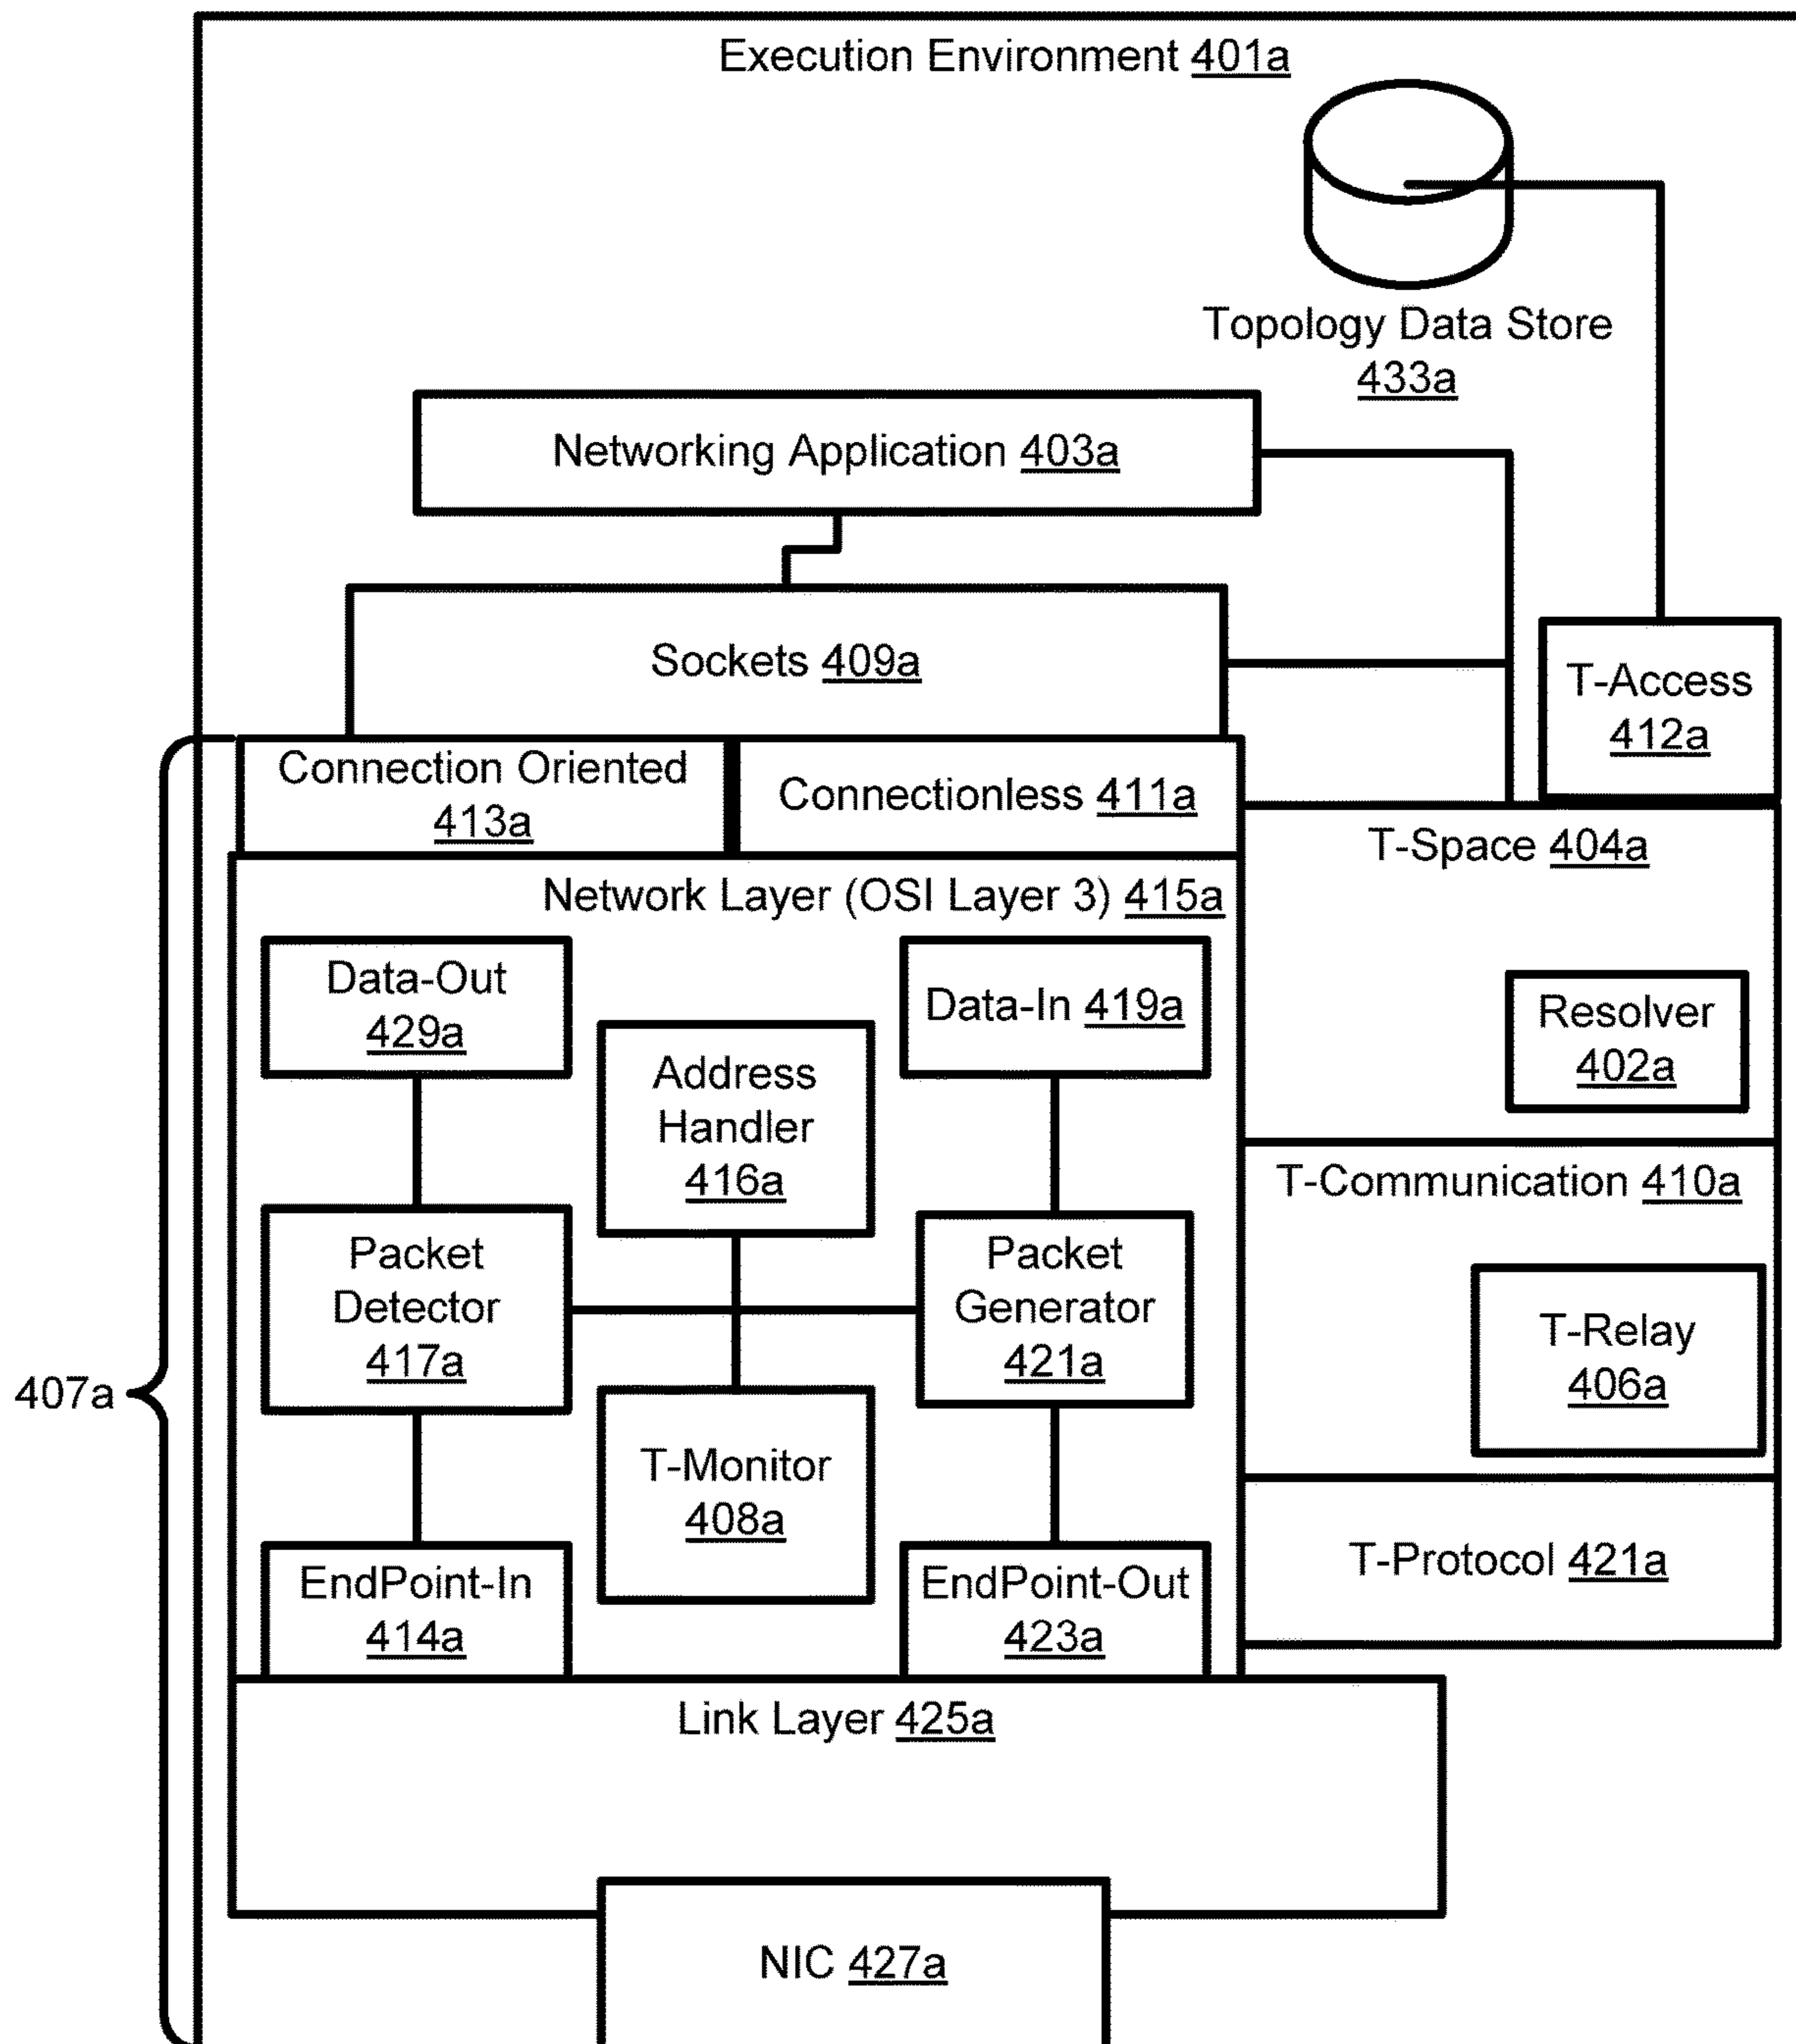 Execution Environment 401a
Topology Data Store
433a
Networking Application 403a
Sockets 409a
T-Access
412a
Connection Oriented
413a
Connectionless 411a
T-Space 404a
Network Layer (OSI Layer 3) 415a
Data-Out
429a
Data-In 419a
Resolver
402a
Address
Handler
416a
T-Communication 410a
Packet
Detector
417a
Packet
Generator
421a
T-Relay
406a
407a
T-Monitor
408a
T-Protocol 421a
EndPoint-In
414a
EndPoint-Out
423a
Link Layer 425a
NIC 427a